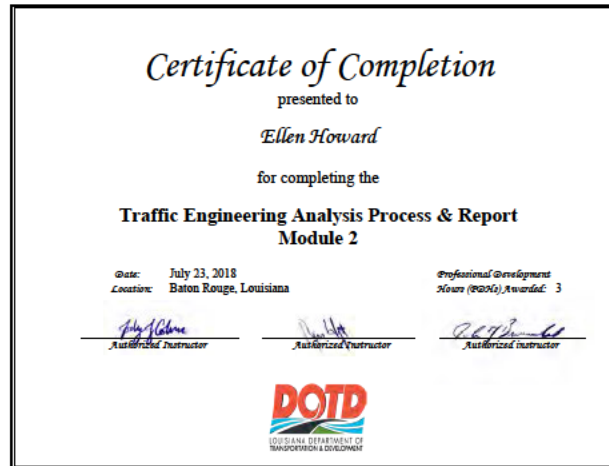 Certificate of Completion
presented to
Ellen Howard
for completing the
Traffic Engineering Analysis Process & Report
Module 2
Date: July 23, 2018
Location: Baton Rouge, Louisiana
Professional Development
Hours (PDHs) Awarded: 3
Authorized Instructor
Authorized Instructor
Authorized instructor
DOTD
LOUISIANA DEPARTMENT OF
TRANSPORTATION & DEVELOPMENT